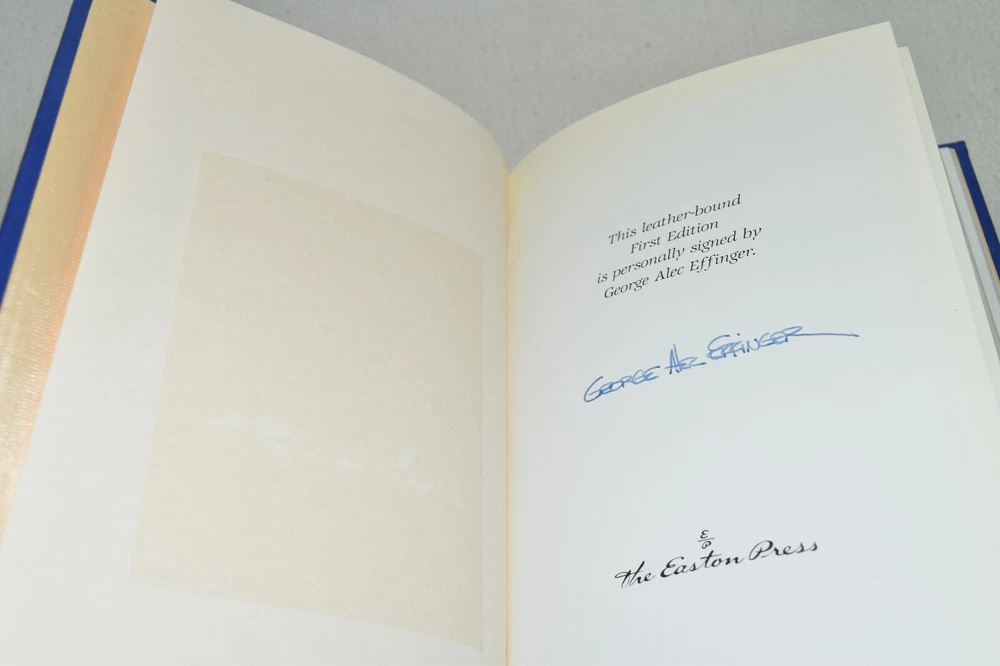 This leather-bound
First Edition
is personally signed by
George Alec Effinger.
George Alec Effinger
E
P
The Easton Press